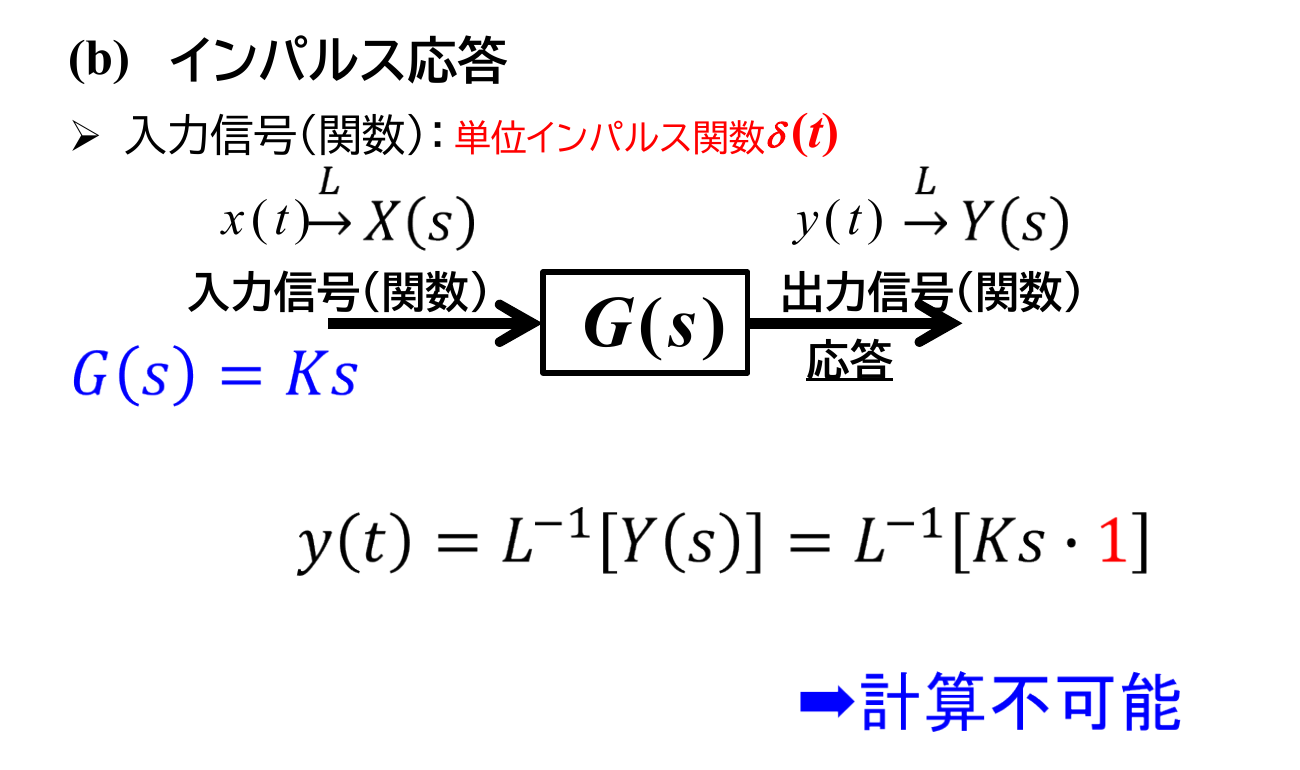 (b) インパルス応答
➢ 入力信号(関数):単位インパルス関数δ(t)
x(t) →L X(s) y(t) →L Y(s)
入力信号(関数) G(s) 出力信号(関数)
応答
G(s) = Ks
y(t) = L⁻¹[Y(s)] = L⁻¹[Ks · 1]
➡計算不可能